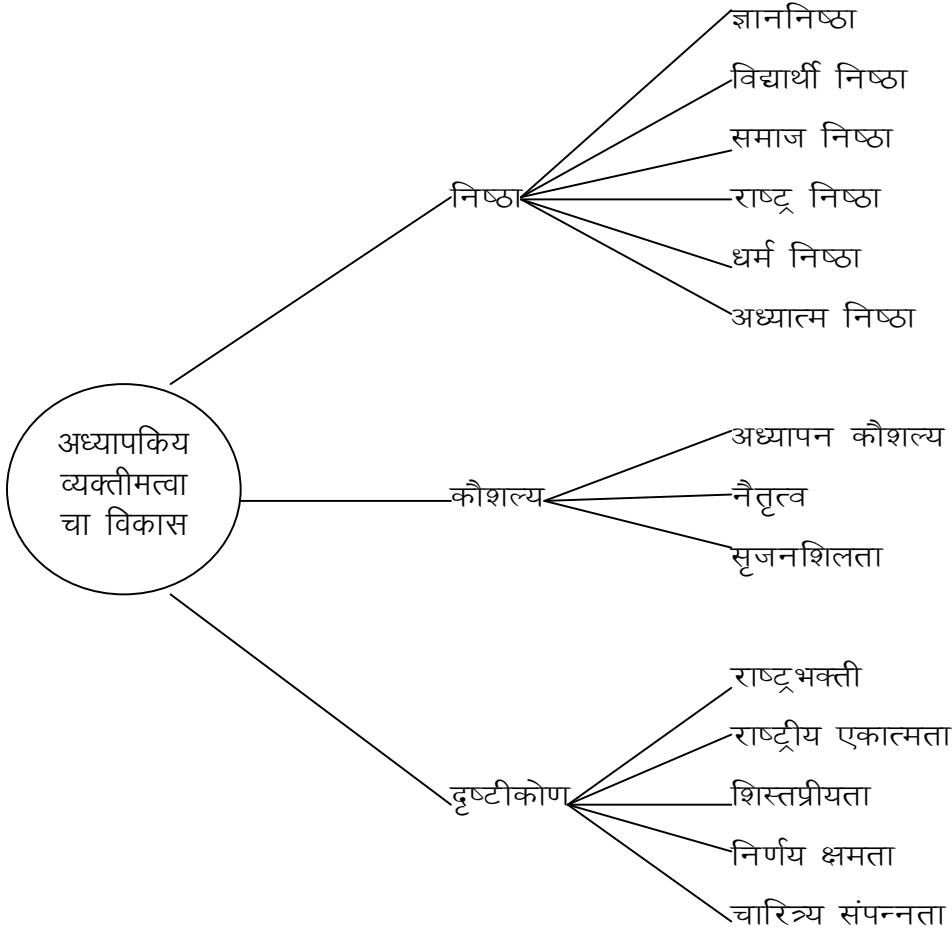 ज्ञाननिष्ठा
विद्यार्थी निष्ठा
समाज निष्ठा
निष्ठा
राष्ट्र निष्ठा
धर्म निष्ठा
अध्यात्म निष्ठा
अध्यापकिय
व्यक्तीमत्वा
चा विकास
अध्यापन कौशल्य
कौशल्य
नैतृत्व
सृजनशिलता
राष्ट्रभक्ती
राष्ट्रीय एकात्मता
दृष्टीकोण
शिस्तप्रीयता
निर्णय क्षमता
चारित्र्य संपन्नता